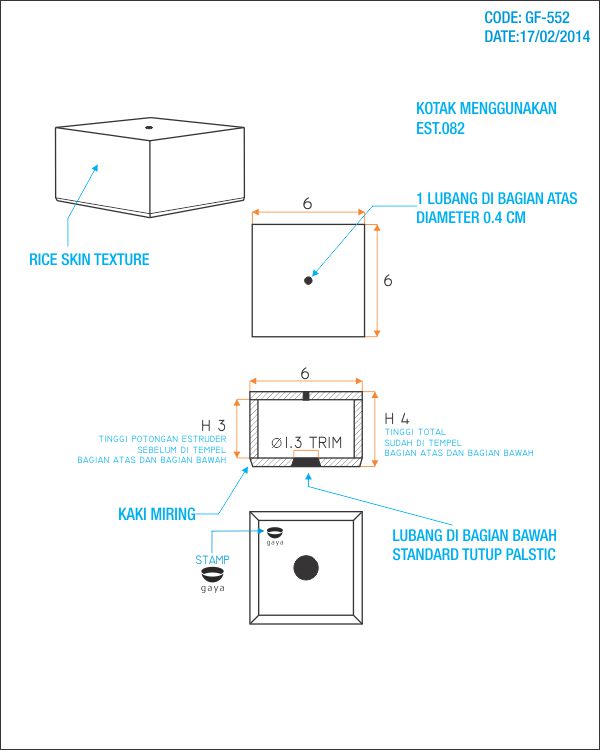 CODE: GF-552
DATE:17/02/2014
KOTAK MENGGUNAKAN
EST.082
1 LUBANG DI BAGIAN ATAS
DIAMETER 0.4 CM
RICE SKIN TEXTURE
6
6
6
H 3
TINGGI POTONGAN ESTRUDER
SEBELUM DI TEMPEL
BAGIAN ATAS DAN BAGIAN BAWAH
H 4
TINGGI TOTAL
SUDAH DI TEMPEL
BAGIAN ATAS DAN BAGIAN BAWAH
Ø1.3 TRIM
KAKI MIRING
LUBANG DI BAGIAN BAWAH
STANDARD TUTUP PALSTIC
gaya
STAMP
gaya